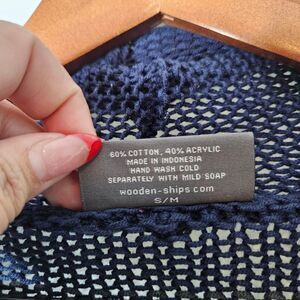 60% COTTON, 40% ACRYLIC
MADE IN INDONESIA
HAND WASH COLD
SEPARATELY WITH MILD SOAP
wooden-ships.com
S/M